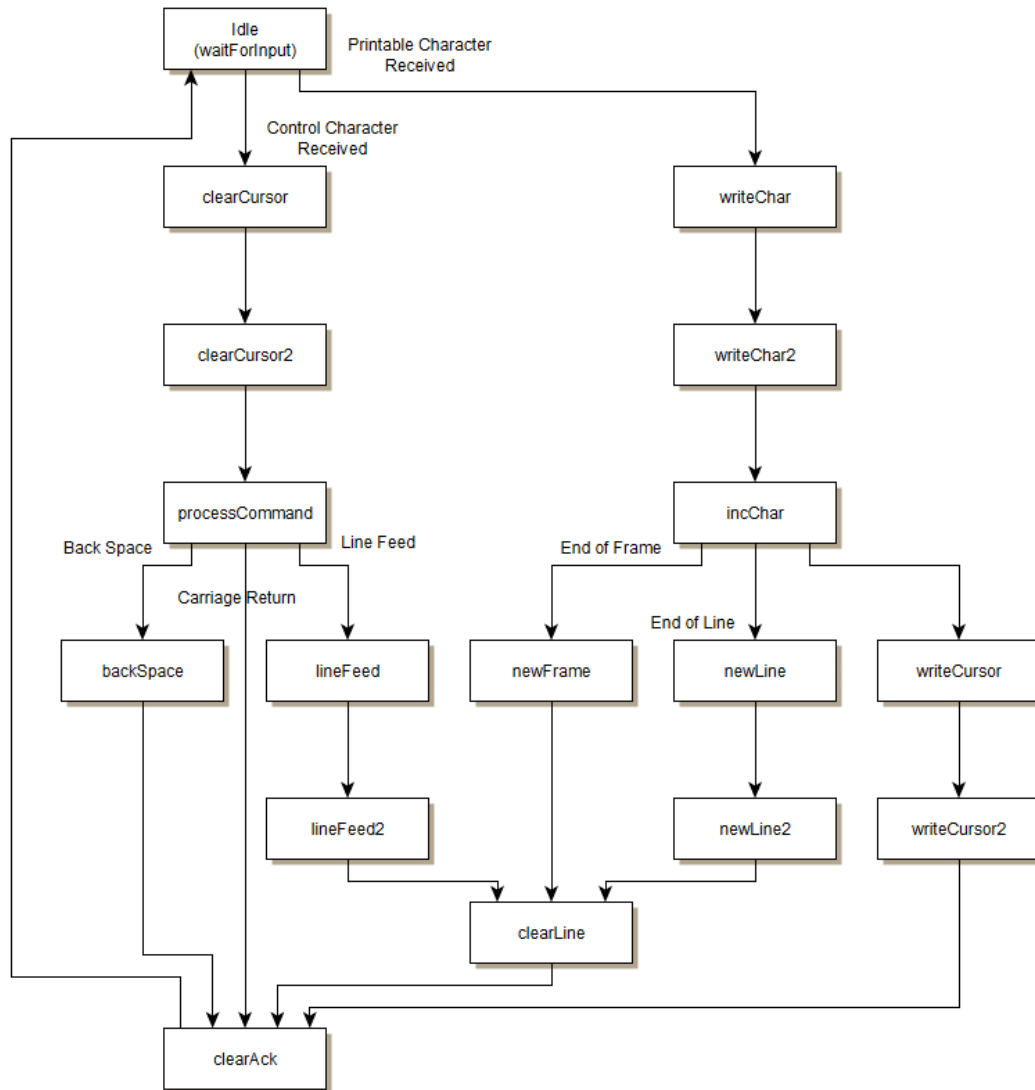 Idle
(waitForInput)
Printable Character
Received
Control Character
Received
clearCursor
writeChar
clearCursor2
writeChar2
processCommand
incChar
Back Space
Line Feed
End of Frame
Carriage Return
End of Line
backSpace
lineFeed
newFrame
newLine
writeCursor
lineFeed2
newLine2
writeCursor2
clearLine
clearAck